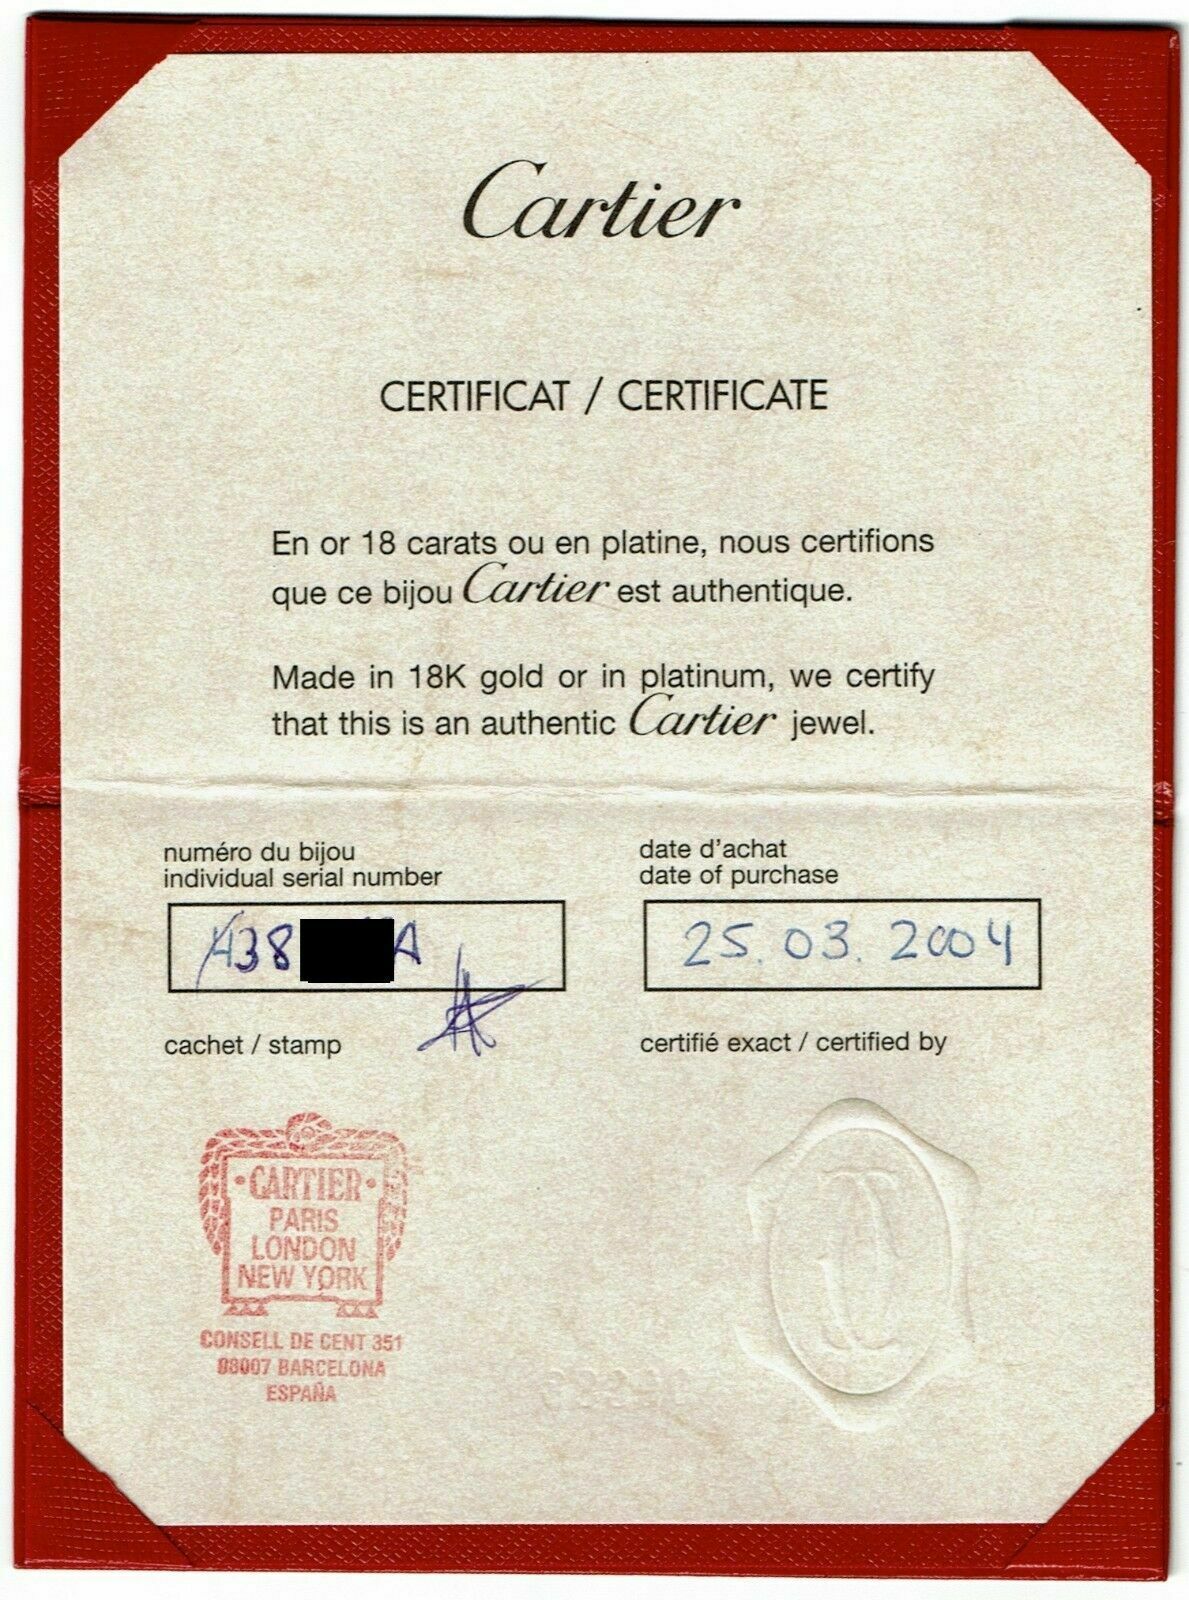 Cartier
CERTIFICAT / CERTIFICATE
En or 18 carats ou en platine, nous certifions
que ce bijou Cartier est authentique.
Made in 18K gold or in platinum, we certify
that this is an authentic Cartier jewel.
numéro du bijou
individual serial number
date d'achat
date of purchase
38 A
25.03.2004
cachet / stamp
certifié exact / certified by
·CARTIER·
PARIS
LONDON
NEW YORK
CONSELL DE CENT 351
08007 BARCELONA
ESPAÑA